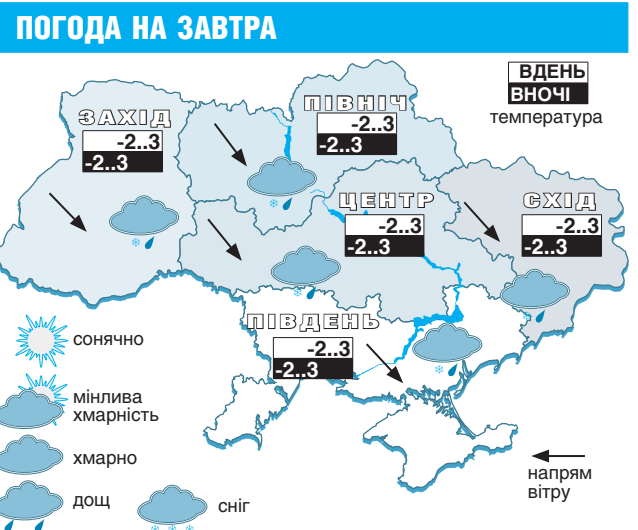 ПОГОДА НА ЗАВТРА
ВДЕНЬ
ВНОЧІ
температура
ЗАХІД
-2..3
-2..3
ПІВНІЧ
-2..3
-2..3
ЦЕНТР
-2..3
-2..3
СХІД
-2..3
-2..3
ПІВДЕНЬ
-2..3
-2..3
сонячно
мінлива
хмарність
хмарно
дощ
сніг
напрям
вітру